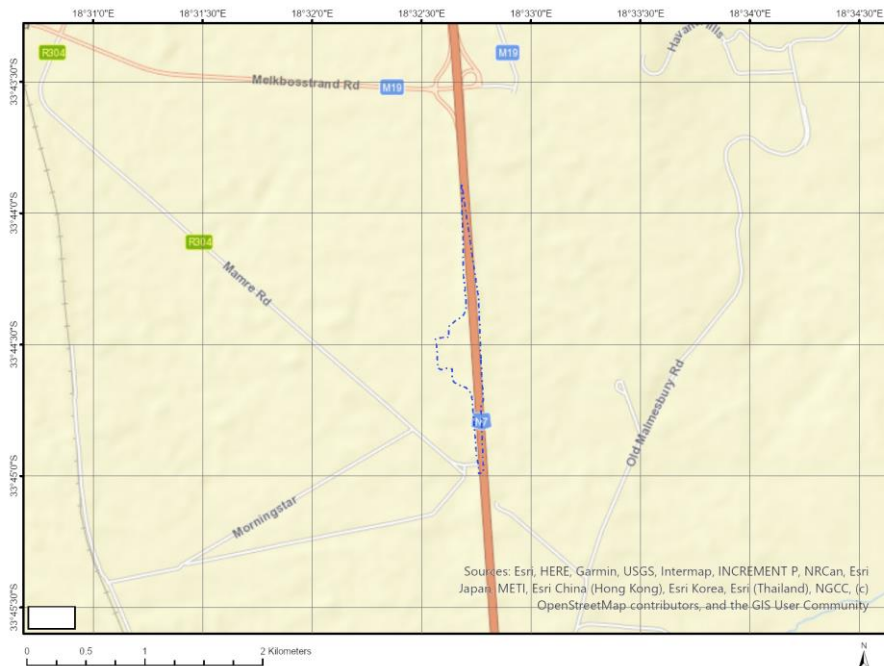 18°31'0"E 18°31'30"E 18°32'0"E 18°32'30"E 18°33'0"E 18°33'30"E 18°34'0"E 18°34'30"E
R304
M19
Havana Hills
33°43'30"S
Melkbosstrand Rd
M19
33°44'0"S
R304
Mamre Rd
33°44'30"S
Old Malmesbury Rd
N7
33°45'0"S
Morningstar
33°45'30"S
Sources: Esri, HERE, Garmin, USGS, Intermap, INCREMENT P, NRCan, Esri
Japan, METI, Esri China (Hong Kong), Esri Korea, Esri (Thailand), NGCC, (c)
OpenStreetMap contributors, and the GIS User Community
0 0.5 1 2 Kilometers
N